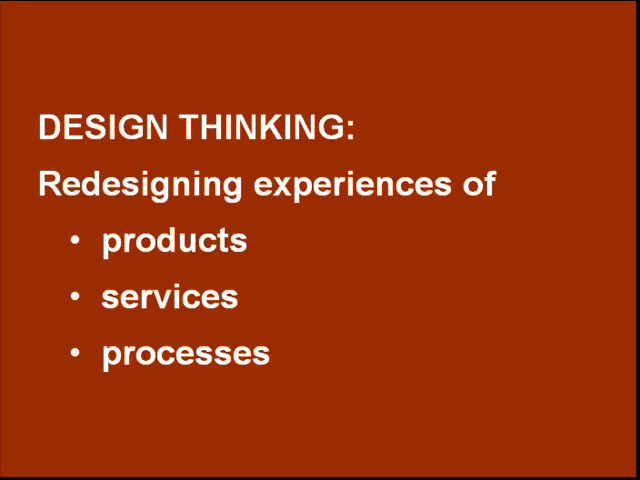 DESIGN THINKING:
Redesigning experiences of
• products
• services
• processes